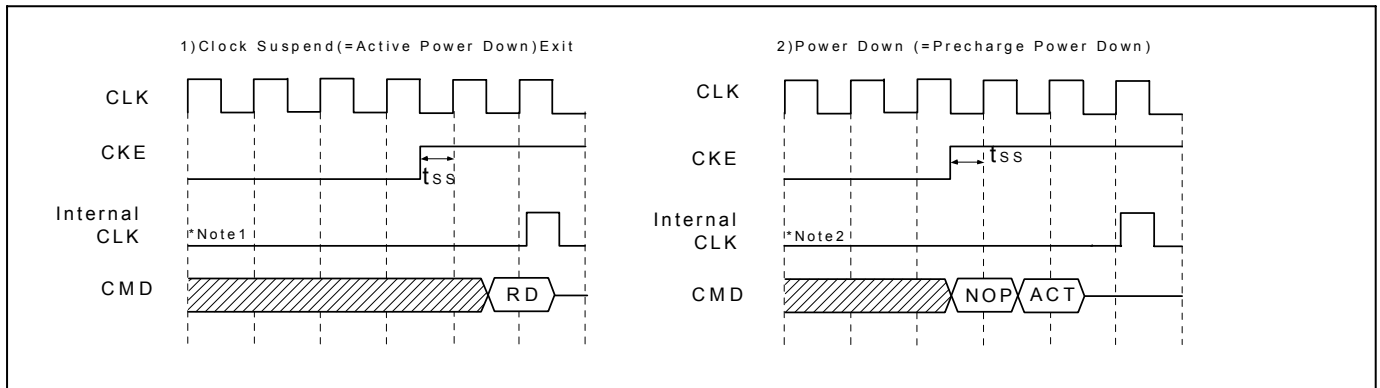 1)Clock Suspend(=Active Power Down)Exit
CLK
CKE
tss
Internal
CLK
*Note1
CMD
RD
2)Power Down (=Precharge Power Down)
CLK
CKE
tss
Internal
CLK
*Note2
CMD
NOP
ACT